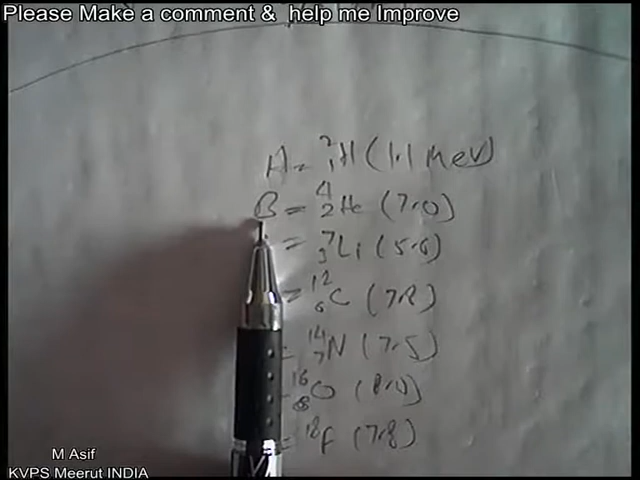 Please Make a comment & help me Improve
A = ²₁H (1.1 MeV)
B = ⁴₂He (7.0)
= ⁷₃Li (5.6)
= ¹²₆C (7.8)
= ¹⁴₇N (7.5)
¹⁶₈O (8.0)
= ¹⁸F (7.8)
M Asif
KVPS Meerut INDIA